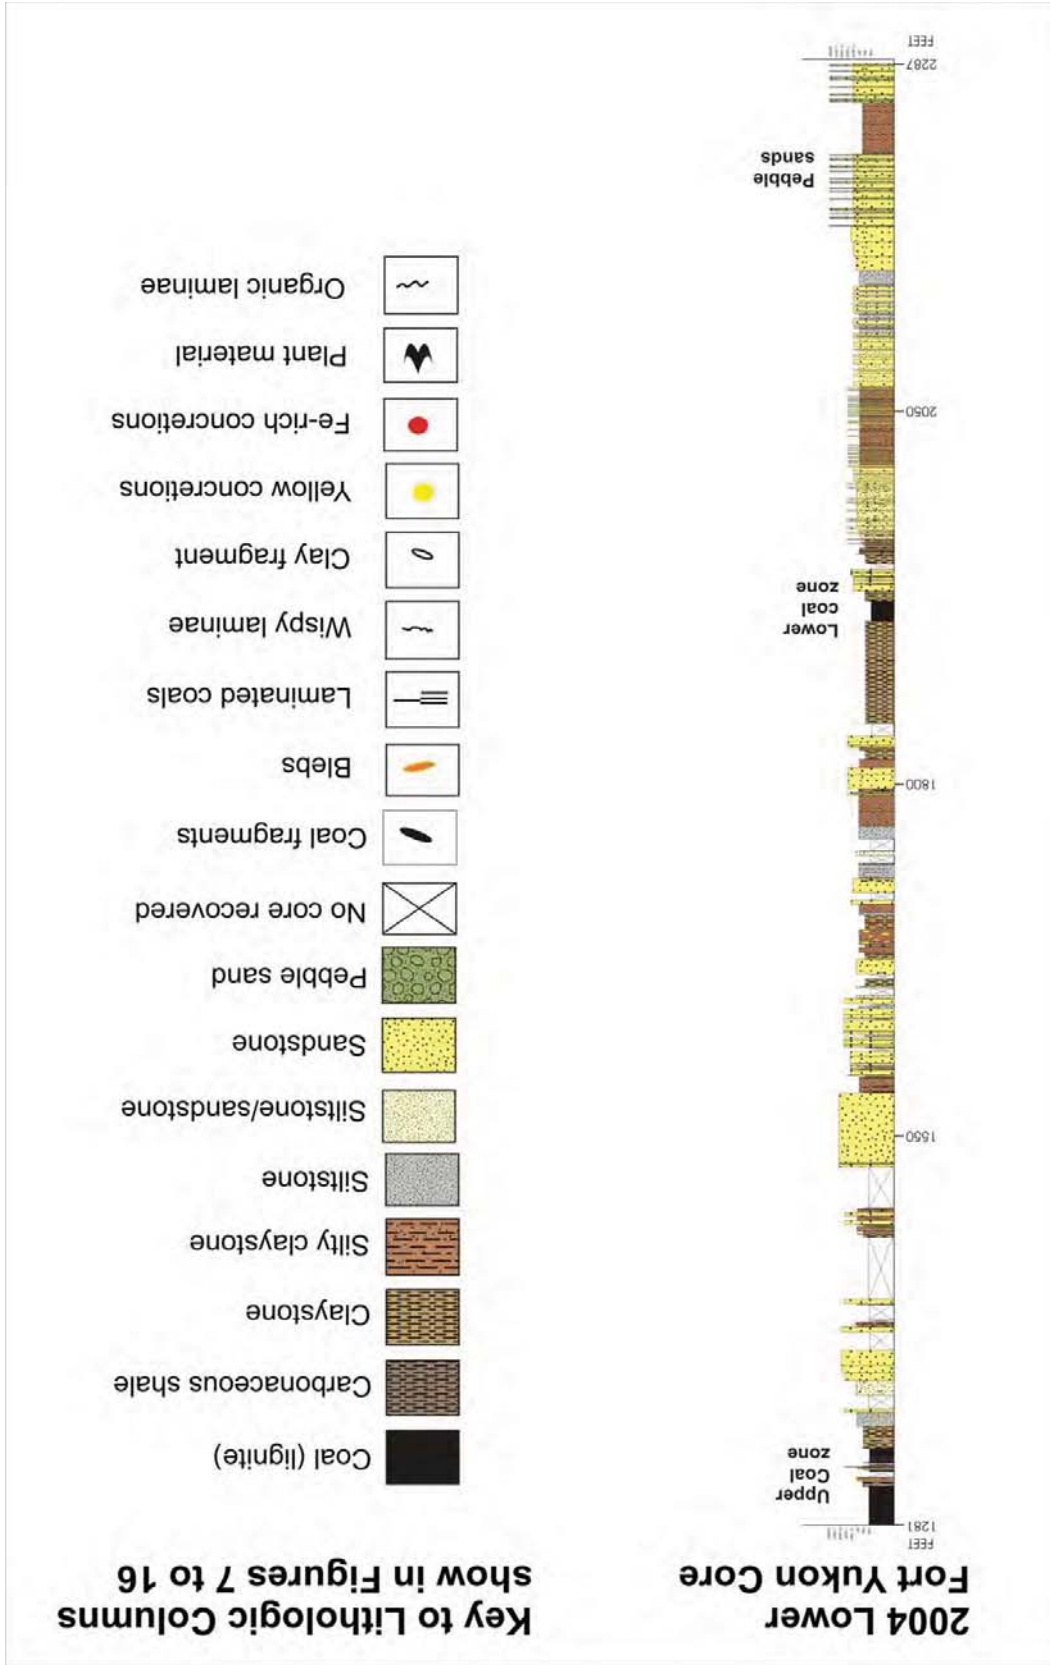 2004 Lower
Fort Yukon Core
FEET
1281
Upper
Coal
zone
1550
1800
Lower
coal
zone
2050
Pebble
sands
2287
FEET
Key to Lithologic Columns
show in Figures 7 to 16
Coal (lignite)
Carbonaceous shale
Claystone
Silty claystone
Siltstone
Siltstone/sandstone
Sandstone
Pebble sand
No core recovered
Coal fragments
Blebs
Laminated coals
Wispy laminae
Clay fragment
Yellow concretions
Fe-rich concretions
Plant material
Organic laminae